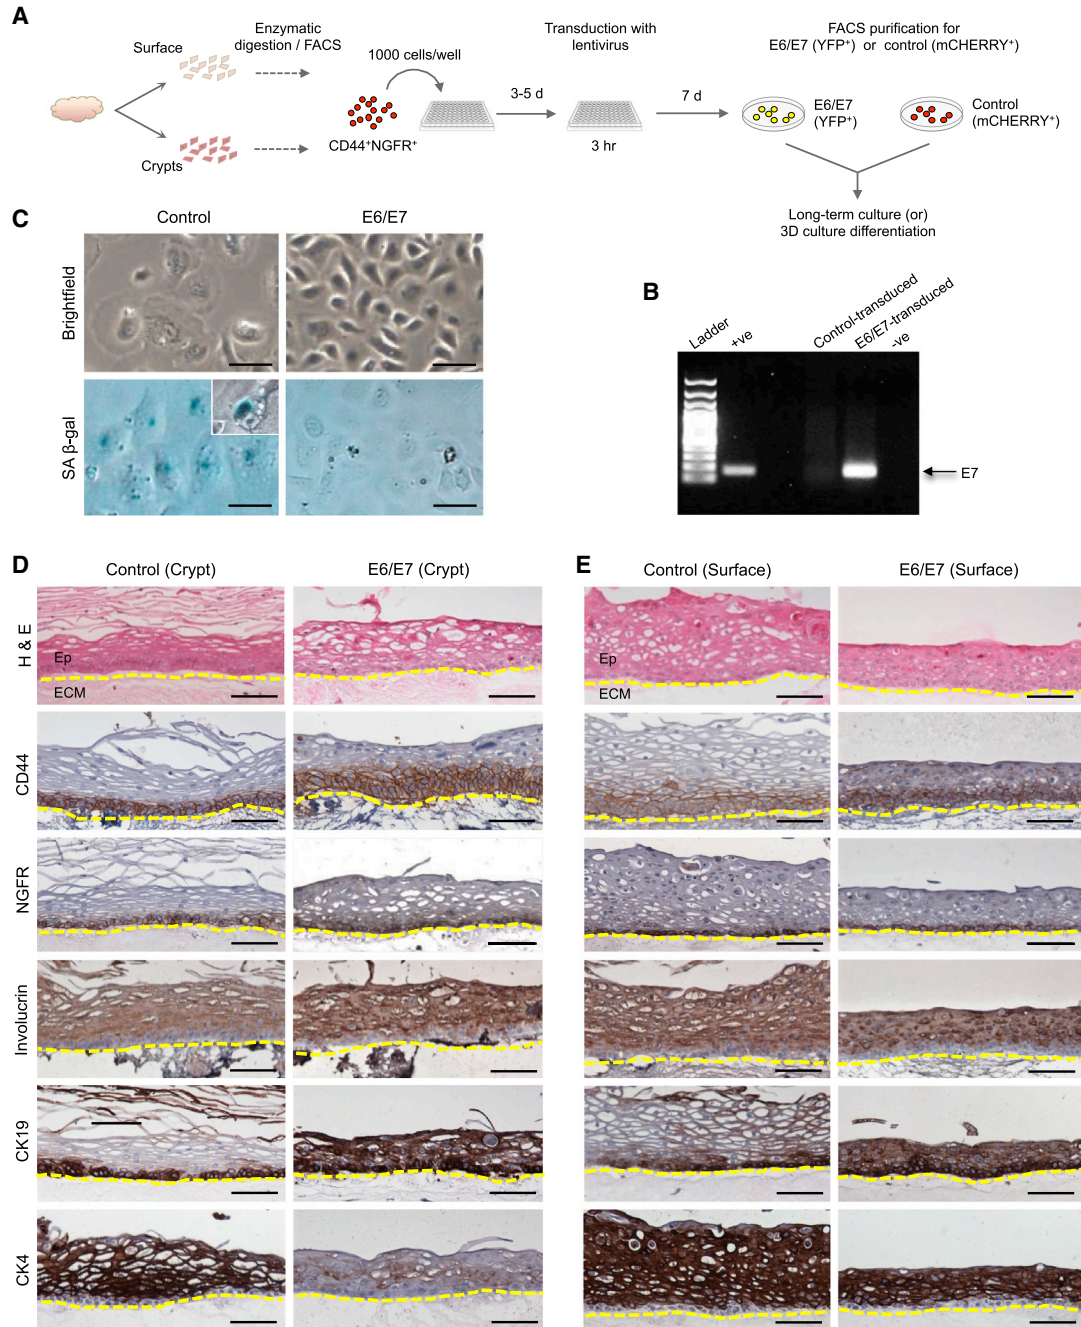 A
Surface
Crypts
Enzymatic
digestion / FACS
1000 cells/well
CD44⁺NGFR⁺
3-5 d
Transduction with
lentivirus
3 hr
7 d
FACS purification for
E6/E7 (YFP⁺) or control (mCHERRY⁺)
E6/E7
(YFP⁺)
Control
(mCHERRY⁺)
Long-term culture (or)
3D culture differentiation
C
Control
E6/E7
Brightfield
SA β-gal
B
Ladder
+ve
Control-transduced
E6/E7-transduced
-ve
E7
D
Control (Crypt)
E6/E7 (Crypt)
E
Control (Surface)
E6/E7 (Surface)
H & E
Ep
ECM
Ep
ECM
CD44
NGFR
Involucrin
CK19
CK4